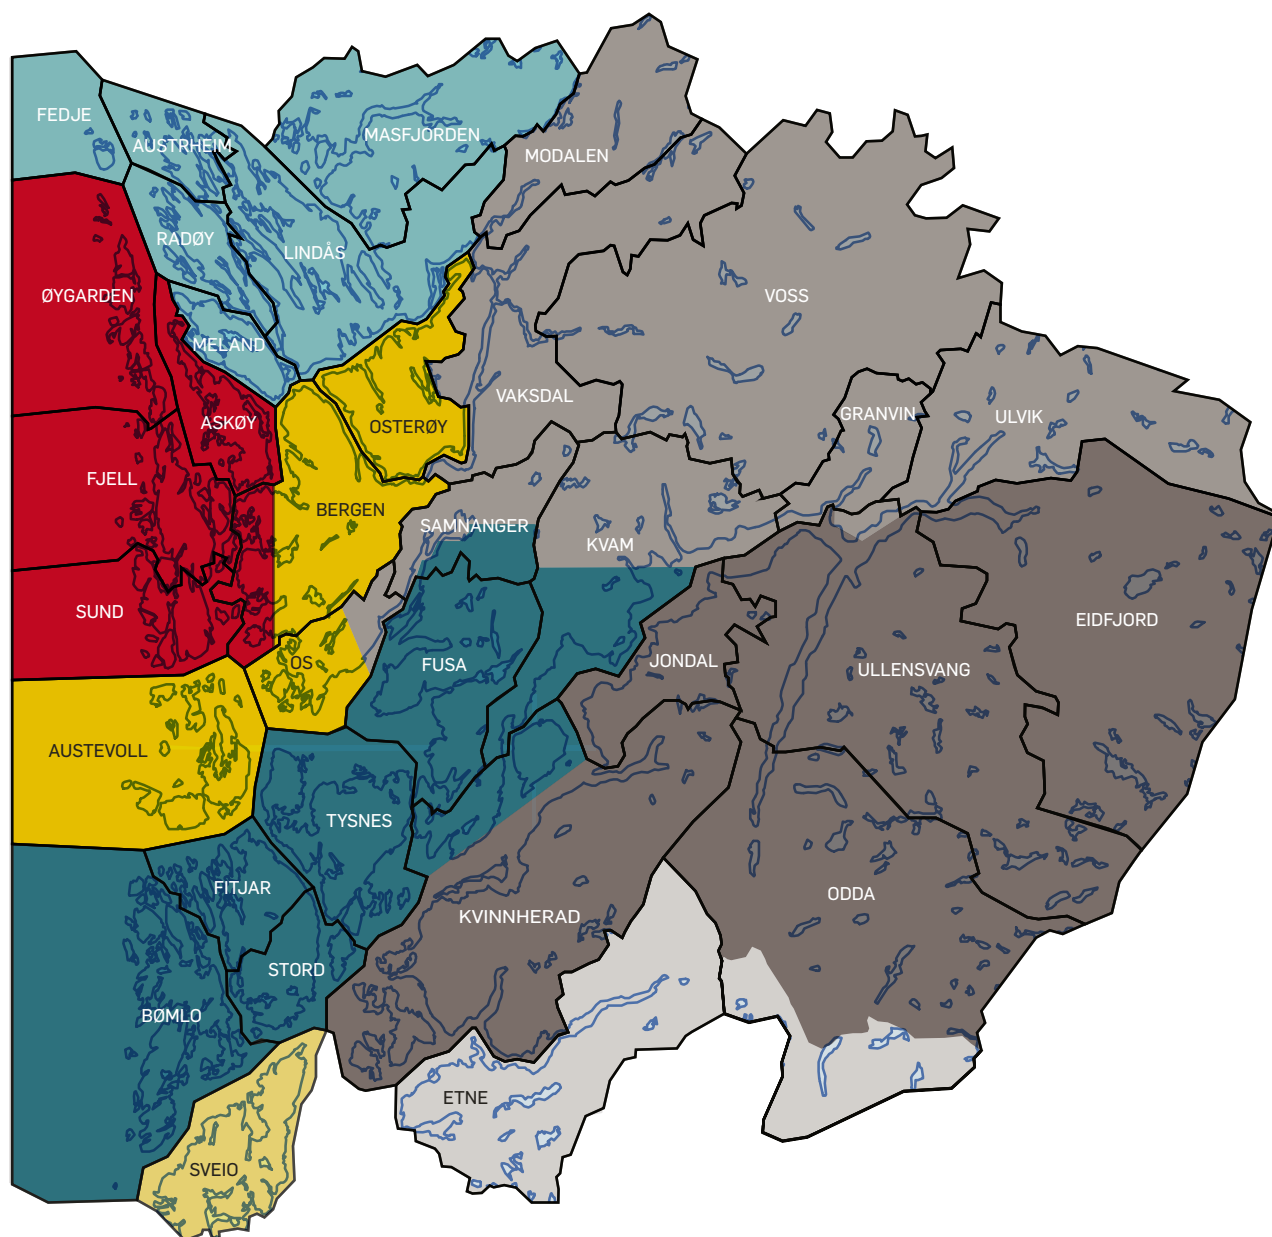 FEDJE
AUSTRHEIM
MASFJORDEN
MODALEN
RADØY
LINDÅS
ØYGARDEN
VOSS
MELAND
VAKSDAL
ASKØY
OSTERØY
GRANVIN
ULVIK
FJELL
BERGEN
SAMNANGER
KVAM
SUND
EIDFJORD
OS
FUSA
JONDAL
ULLENSVANG
AUSTEVOLL
TYSNES
FITJAR
ODDA
KVINNHERAD
STORD
BØMLO
ETNE
SVEIO